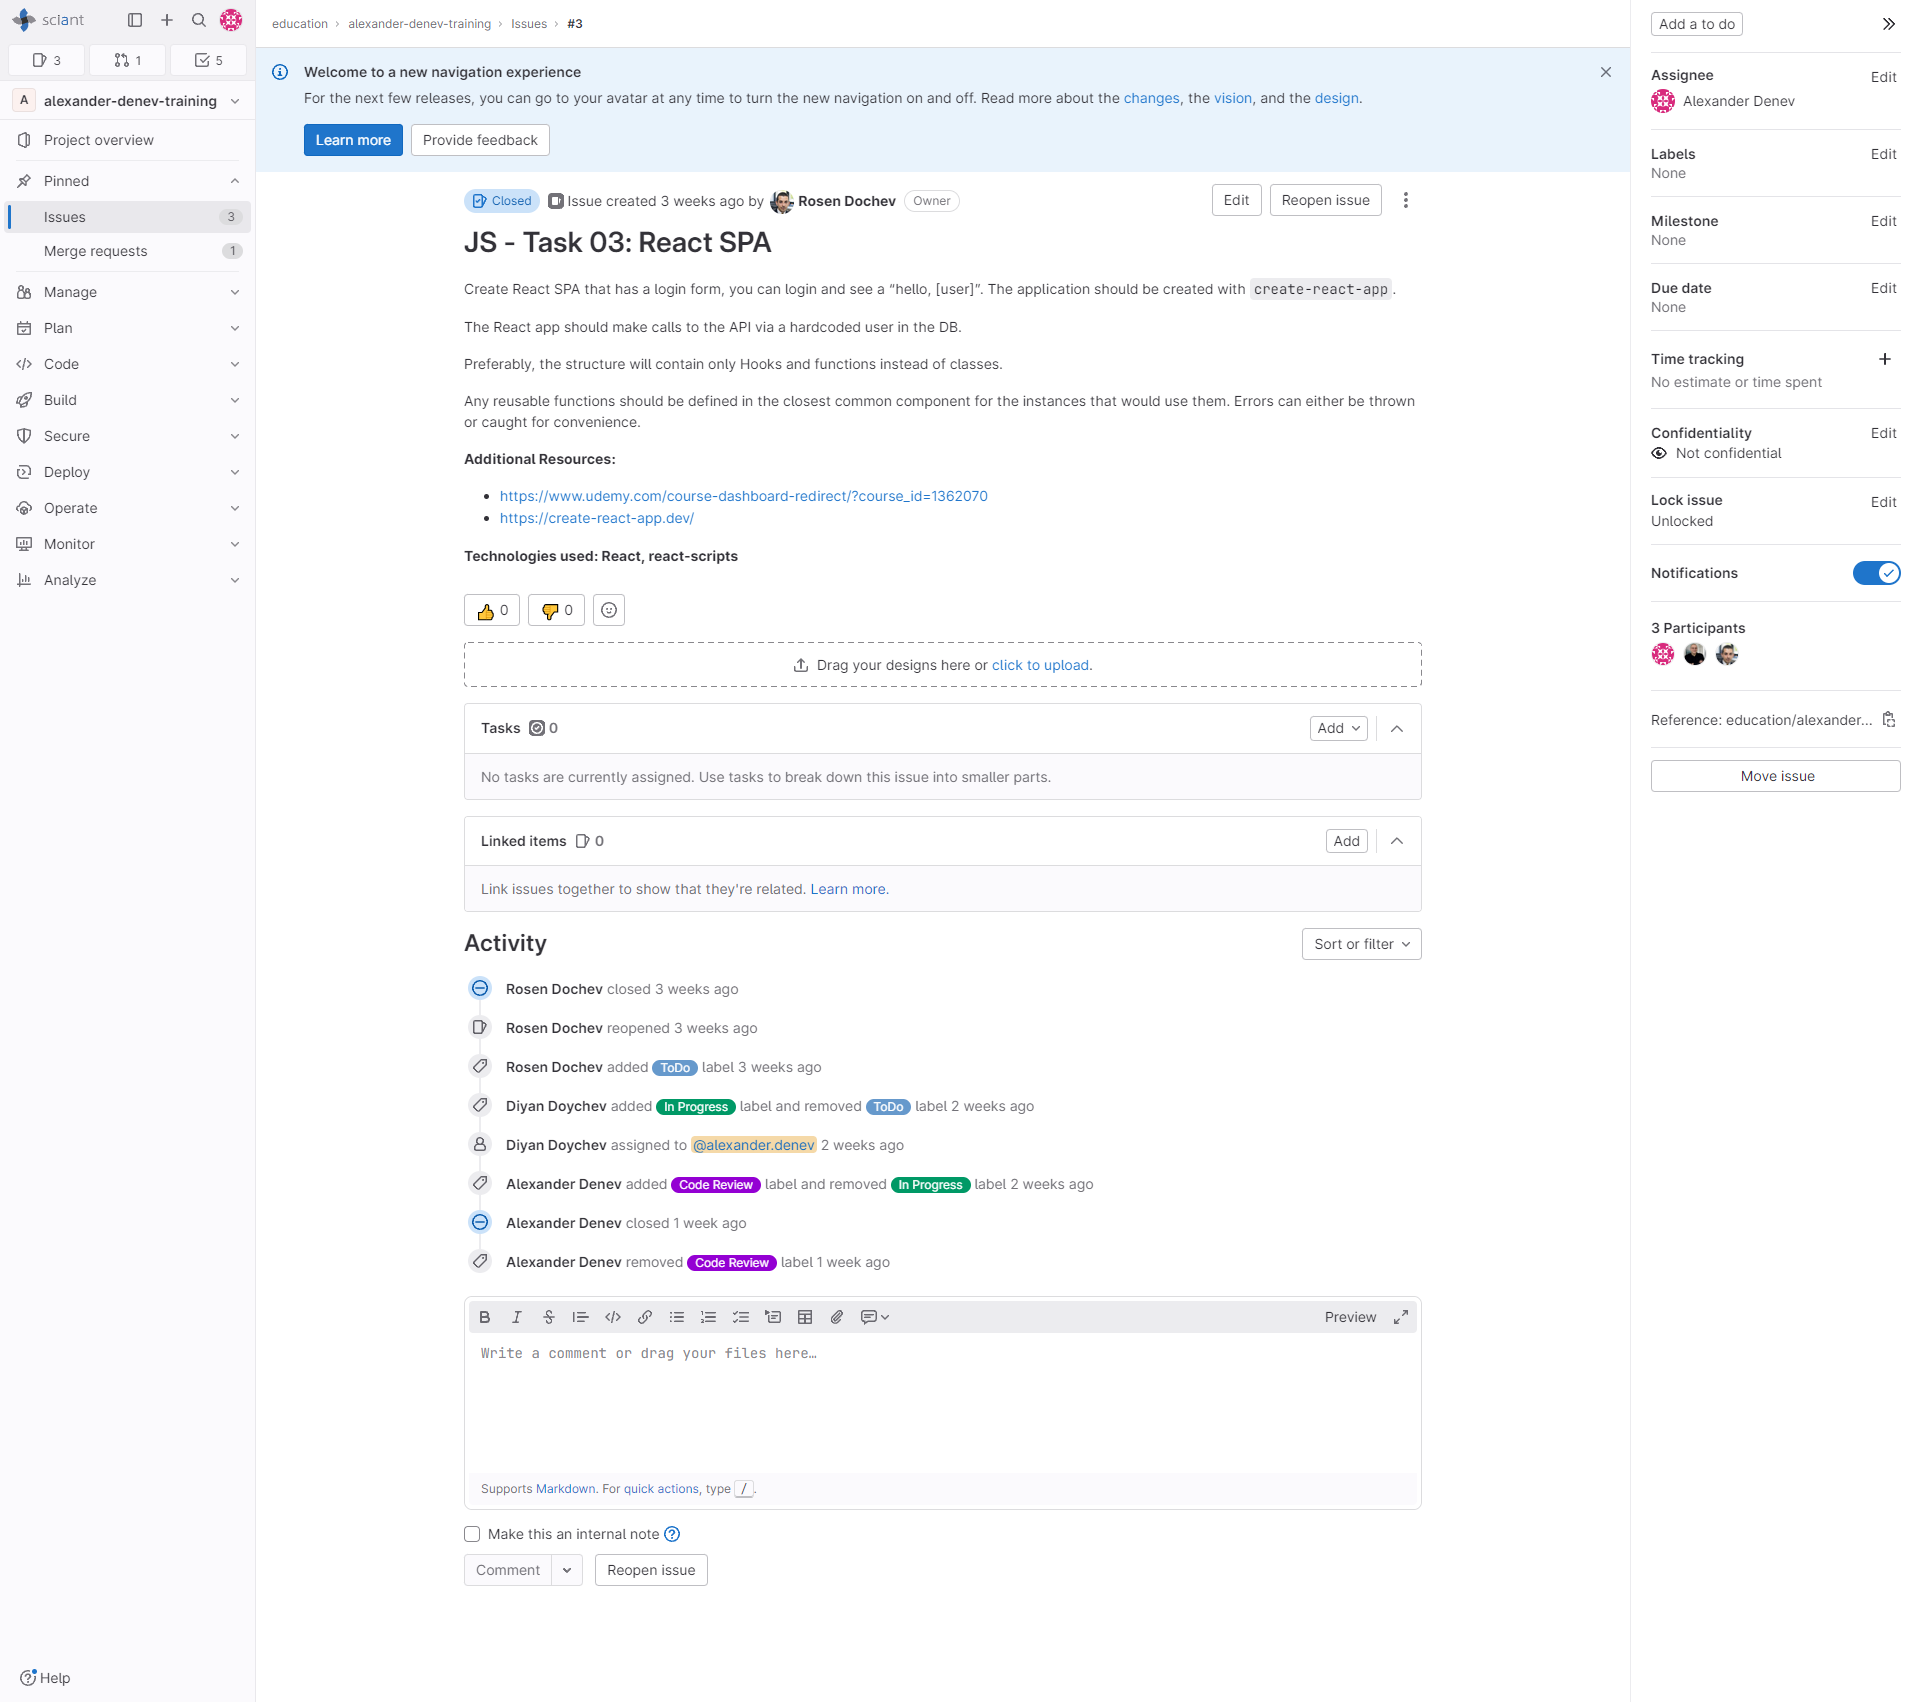 sciant
3
1
5
A alexander-denev-training
Project overview
Pinned
Issues 3
Merge requests 1
Manage
Plan
Code
Build
Secure
Deploy
Operate
Monitor
Analyze
Help
education › alexander-denev-training › Issues › #3
Welcome to a new navigation experience
For the next few releases, you can go to your avatar at any time to turn the new navigation on and off. Read more about the changes, the vision, and the design.
Learn more Provide feedback
Closed Issue created 3 weeks ago by Rosen Dochev Owner Edit Reopen issue
JS - Task 03: React SPA
Create React SPA that has a login form, you can login and see a “hello, [user]”. The application should be created with create-react-app.
The React app should make calls to the API via a hardcoded user in the DB.
Preferably, the structure will contain only Hooks and functions instead of classes.
Any reusable functions should be defined in the closest common component for the instances that would use them. Errors can either be thrown
or caught for convenience.
Additional Resources:
• https://www.udemy.com/course-dashboard-redirect/?course_id=1362070
• https://create-react-app.dev/
Technologies used: React, react-scripts
0 0
Drag your designs here or click to upload.
Tasks 0 Add
No tasks are currently assigned. Use tasks to break down this issue into smaller parts.
Linked items 0 Add
Link issues together to show that they're related. Learn more.
Activity Sort or filter
Rosen Dochev closed 3 weeks ago
Rosen Dochev reopened 3 weeks ago
Rosen Dochev added ToDo label 3 weeks ago
Diyan Doychev added In Progress label and removed ToDo label 2 weeks ago
Diyan Doychev assigned to @alexander.denev 2 weeks ago
Alexander Denev added Code Review label and removed In Progress label 2 weeks ago
Alexander Denev closed 1 week ago
Alexander Denev removed Code Review label 1 week ago
B I S Preview
Write a comment or drag your files here…
Supports Markdown. For quick actions, type /.
Make this an internal note
Comment Reopen issue
Add a to do
Assignee Edit
Alexander Denev
Labels Edit
None
Milestone Edit
None
Due date Edit
None
Time tracking
No estimate or time spent
Confidentiality Edit
Not confidential
Lock issue Edit
Unlocked
Notifications
3 Participants
Reference: education/alexander...
Move issue